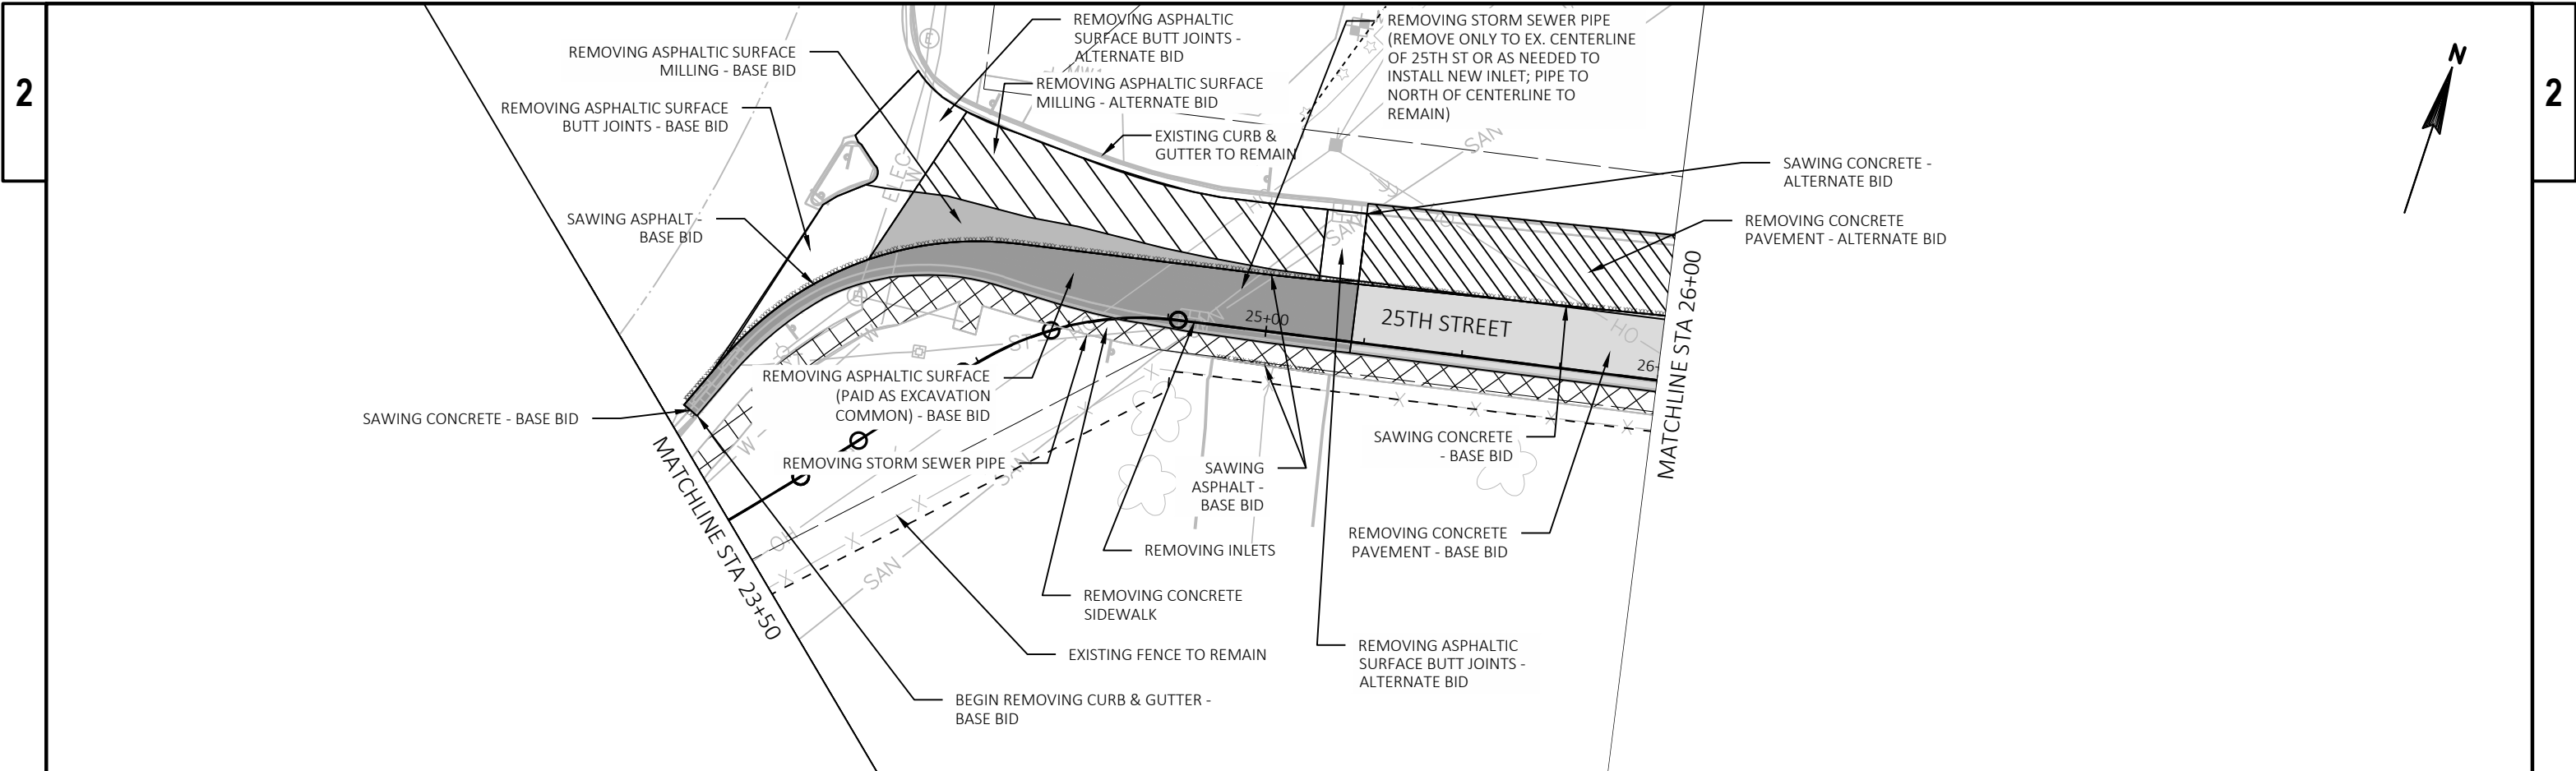 2
2
N
REMOVING ASPHALTIC
SURFACE BUTT JOINTS -
ALTERNATE BID
REMOVING STORM SEWER PIPE
(REMOVE ONLY TO EX. CENTERLINE
OF 25TH ST OR AS NEEDED TO
INSTALL NEW INLET; PIPE TO
NORTH OF CENTERLINE TO
REMAIN)
REMOVING ASPHALTIC SURFACE
MILLING - BASE BID
REMOVING ASPHALTIC SURFACE
MILLING - ALTERNATE BID
REMOVING ASPHALTIC SURFACE
BUTT JOINTS - BASE BID
EXISTING CURB &
GUTTER TO REMAIN
SAWING CONCRETE -
ALTERNATE BID
SAWING ASPHALT -
BASE BID
REMOVING CONCRETE
PAVEMENT - ALTERNATE BID
E
ELEC
W
SAN
HO
SAN
MATCHLINE STA 26+00
25+00
25TH STREET
HO
26
E
W
ST
REMOVING ASPHALTIC SURFACE
(PAID AS EXCAVATION
COMMON) - BASE BID
SAWING CONCRETE - BASE BID
W
REMOVING STORM SEWER PIPE
SAN
SAWING
ASPHALT -
BASE BID
SAWING CONCRETE
- BASE BID
MATCHLINE STA 23+50
REMOVING CONCRETE
PAVEMENT - BASE BID
REMOVING INLETS
SAN
REMOVING CONCRETE
SIDEWALK
EXISTING FENCE TO REMAIN
REMOVING ASPHALTIC
SURFACE BUTT JOINTS -
ALTERNATE BID
BEGIN REMOVING CURB & GUTTER -
BASE BID